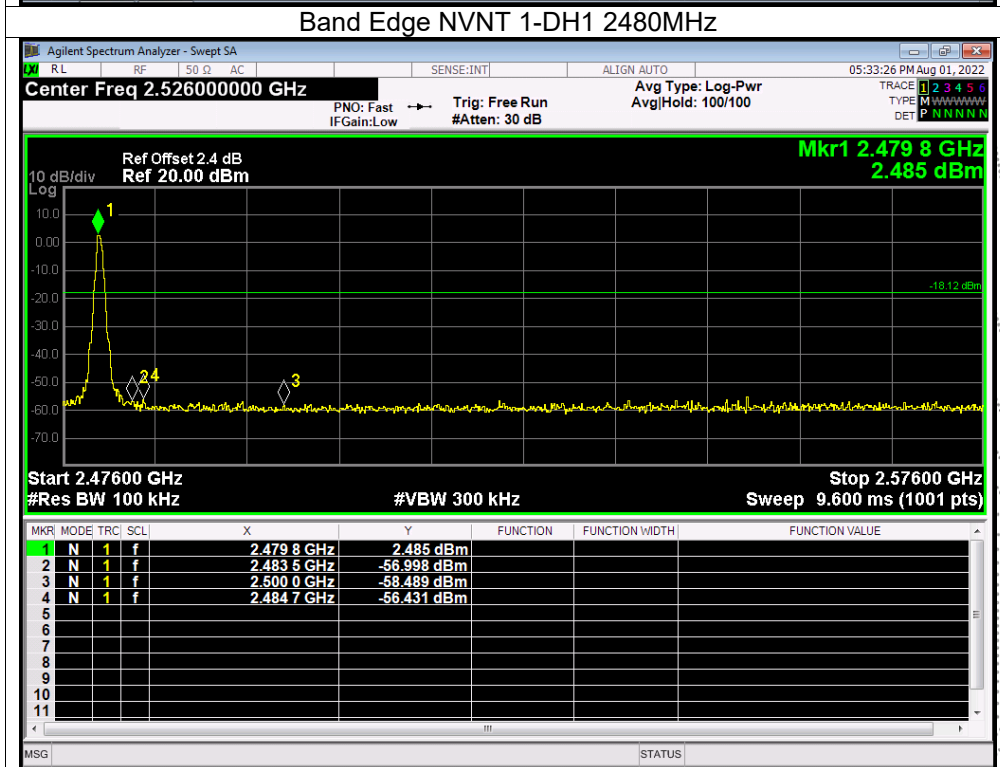 Band Edge NVNT 1-DH1 2480MHz
Agilent Spectrum Analyzer - Swept SA
LXI RL RF 50 Ω AC SENSE:INT ALIGN AUTO 05:33:26 PM Aug 01, 2022
Center Freq 2.526000000 GHz
PNO: Fast
IFGain:Low
Trig: Free Run
#Atten: 30 dB
Avg Type: Log-Pwr
Avg|Hold: 100/100
TRACE 1 2 3 4 5 6
TYPE M WWWWW
DET P N N N N N
Mkr1 2.479 8 GHz
2.485 dBm
Ref Offset 2.4 dB
10 dB/div Ref 20.00 dBm
Log
10.0
0.00
-10.0
-20.0
-30.0
-40.0
-50.0
-60.0
-70.0
1
-18.12 dBm
2 4
3
Start 2.47600 GHz Stop 2.57600 GHz
#Res BW 100 kHz #VBW 300 kHz Sweep 9.600 ms (1001 pts)
MKR MODE TRC SCL X Y FUNCTION FUNCTION WIDTH FUNCTION VALUE
1 N 1 f 2.479 8 GHz 2.485 dBm
2 N 1 f 2.483 5 GHz -56.998 dBm
3 N 1 f 2.500 0 GHz -58.489 dBm
4 N 1 f 2.484 7 GHz -56.431 dBm
5
6
7
8
9
10
11
MSG STATUS